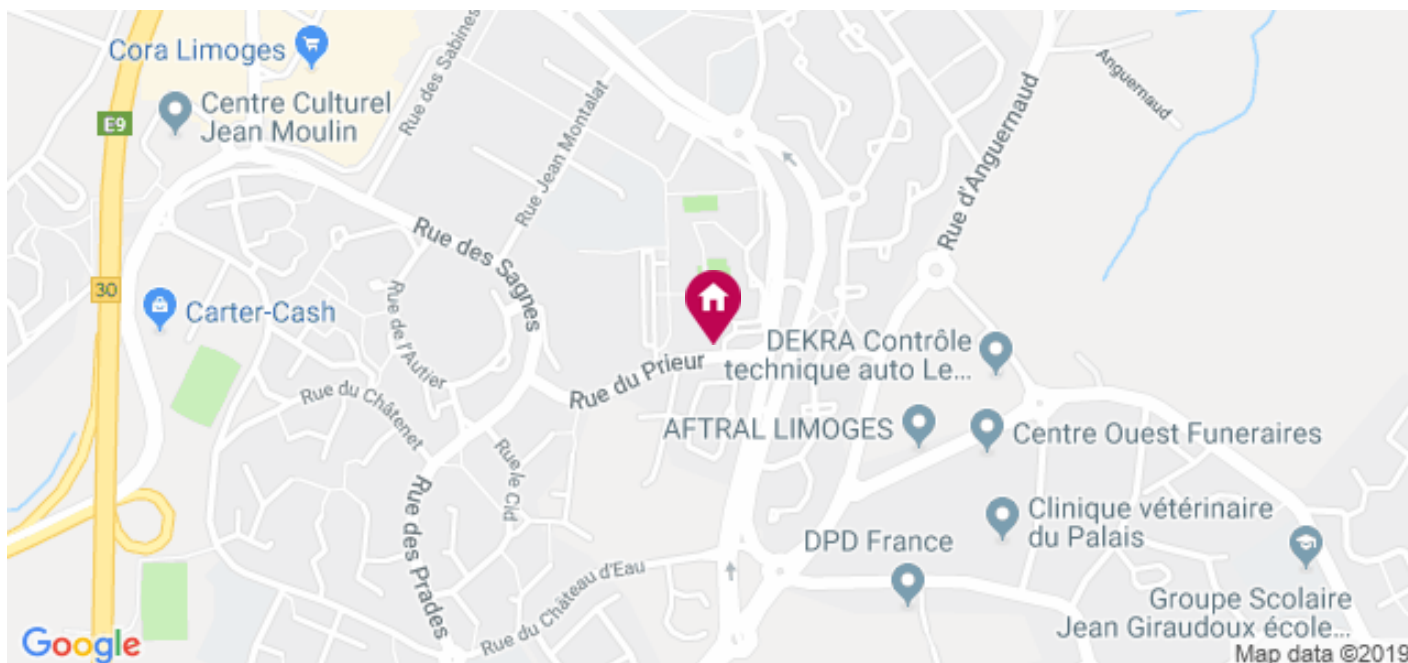 Cora Limoges
Centre Culturel
Jean Moulin
E9
Rue des Sabines
Rue Jean Montalat
Anguernaud
Rue d'Anguernaud
Rue des Sagnes
30
Carter-Cash
Rue de l'Autier
Rue du Prieur
DEKRA Contrôle
technique auto Le...
Rue du Châtenet
AFTRAL LIMOGES
Centre Ouest Funeraires
Rue le Cid
Rue des Prades
Clinique vétérinaire
du Palais
DPD France
Rue du Château d'Eau
Groupe Scolaire
Jean Giraudoux école...
Google
Map data ©2019